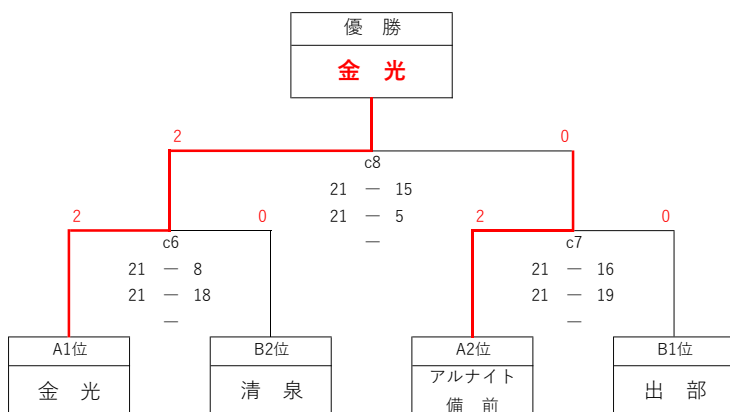 優 勝
金 光
2 0
c8
21 ― 15
21 ― 5
―
2 0
c6
21 ― 8
21 ― 18
―
2 0
c7
21 ― 16
21 ― 19
―
A1位
金 光
B2位
清 泉
A2位
アルナイト
備 前
B1位
出 部